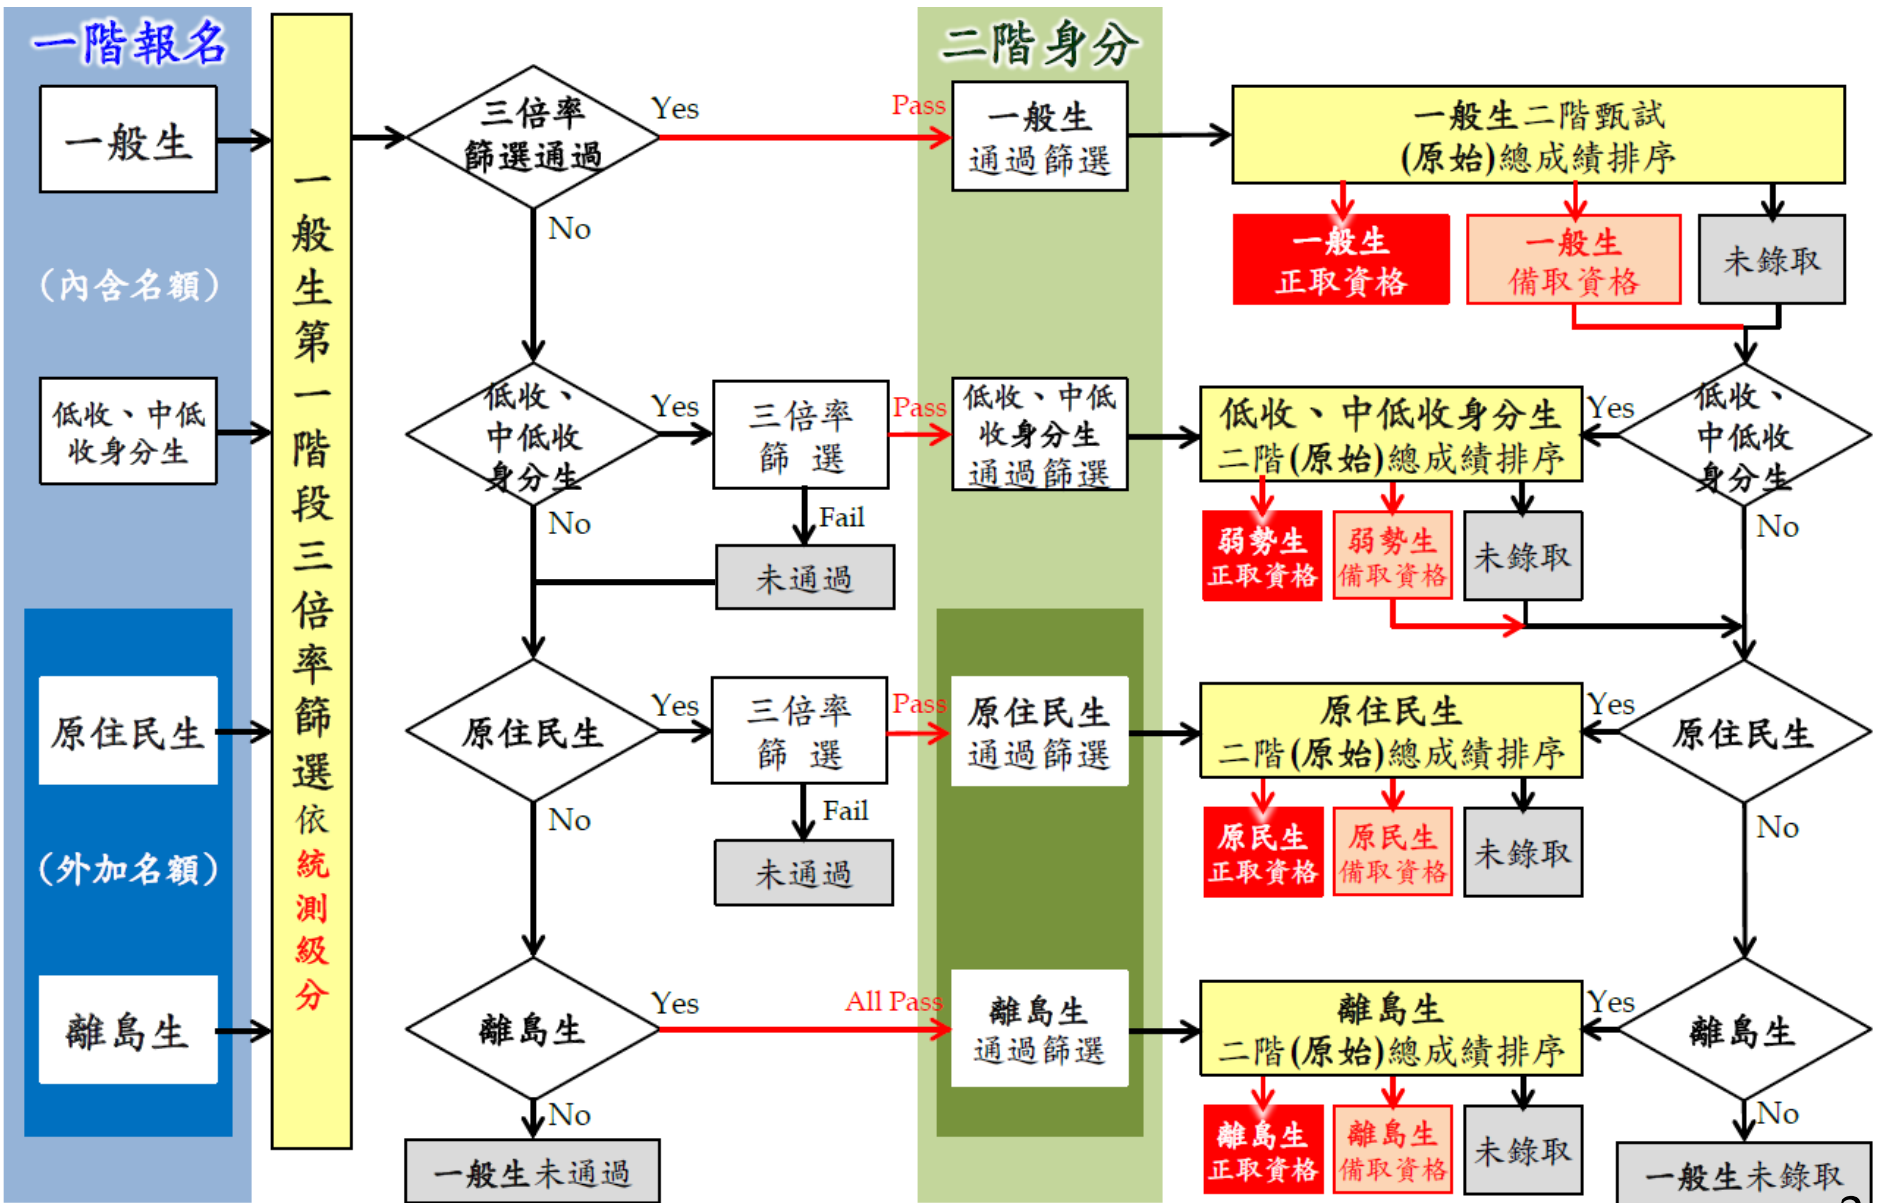 一階報名
一般生
(內含名額)
低收、中低
收身分生
原住民生
(外加名額)
離島生
一般生第一階段三倍率篩選依統測級分
三倍率
篩選通過
Yes
Pass
No
低收、
中低收
身分生
Yes
三倍率
篩 選
Pass
Fail
未通過
No
原住民生
Yes
三倍率
篩 選
Pass
Fail
未通過
No
離島生
Yes
All Pass
No
一般生未通過
二階身分
一般生
通過篩選
低收、中低
收身分生
通過篩選
原住民生
通過篩選
離島生
通過篩選
一般生二階甄試
(原始)總成績排序
一般生
正取資格
一般生
備取資格
未錄取
低收、
中低收
身分生
Yes
No
低收、中低收身分生
二階(原始)總成績排序
弱勢生
正取資格
弱勢生
備取資格
未錄取
原住民生
Yes
No
原住民生
二階(原始)總成績排序
原民生
正取資格
原民生
備取資格
未錄取
離島生
Yes
No
離島生
二階(原始)總成績排序
離島生
正取資格
離島生
備取資格
未錄取
一般生未錄取